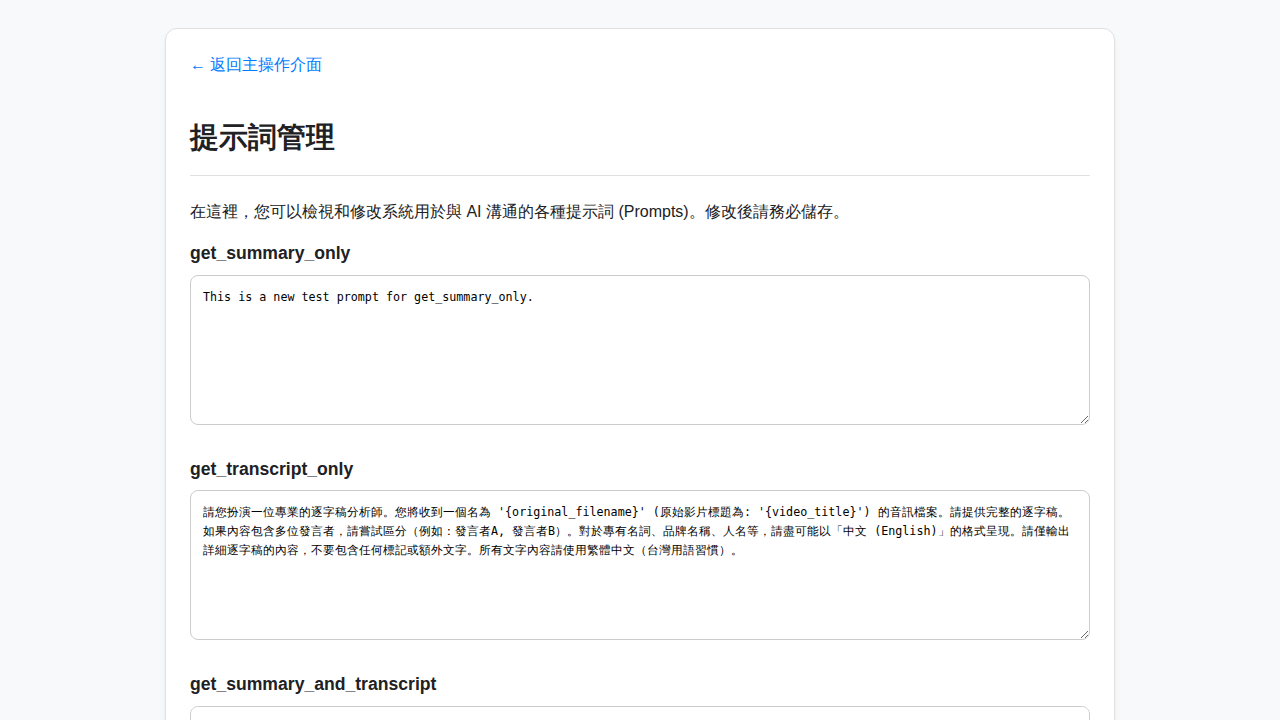 ← 返回主操作介面
提示詞管理
在這裡，您可以檢視和修改系統用於與 AI 溝通的各種提示詞 (Prompts)。修改後請務必儲存。
get_summary_only
This is a new test prompt for get_summary_only.
get_transcript_only
請您扮演一位專業的逐字稿分析師。您將收到一個名為 '{original_filename}' (原始影片標題為: '{video_title}') 的音訊檔案。請提供完整的逐字稿。
如果內容包含多位發言者，請嘗試區分（例如：發言者A, 發言者B）。對於專有名詞、品牌名稱、人名等，請盡可能以「中文 (English)」的格式呈現。請僅輸出
詳細逐字稿的內容，不要包含任何標記或額外文字。所有文字內容請使用繁體中文（台灣用語習慣）。
get_summary_and_transcript